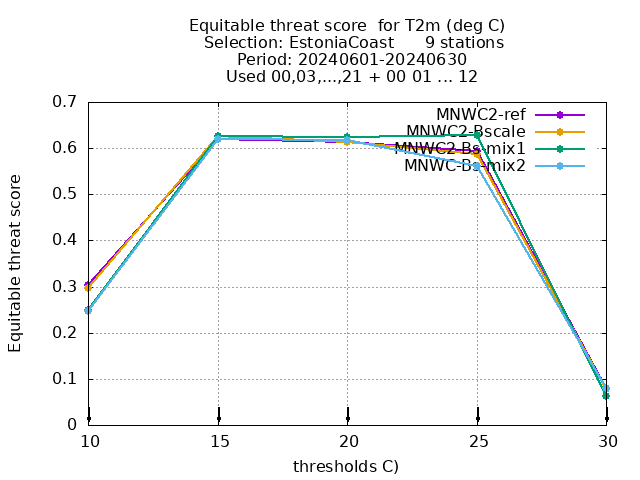 Equitable threat score for T2m (deg C)
Selection: EstoniaCoast 9 stations
Period: 20240601-20240630
Used 00,03,...,21 + 00 01 ... 12
MNWC2-ref
MNWC2-Bscale
MNWC2-Bs-mix1
MNWC-Bs-mix2
Equitable threat score
0.7
0.6
0.5
0.4
0.3
0.2
0.1
0
10 15 20 25 30
thresholds C)